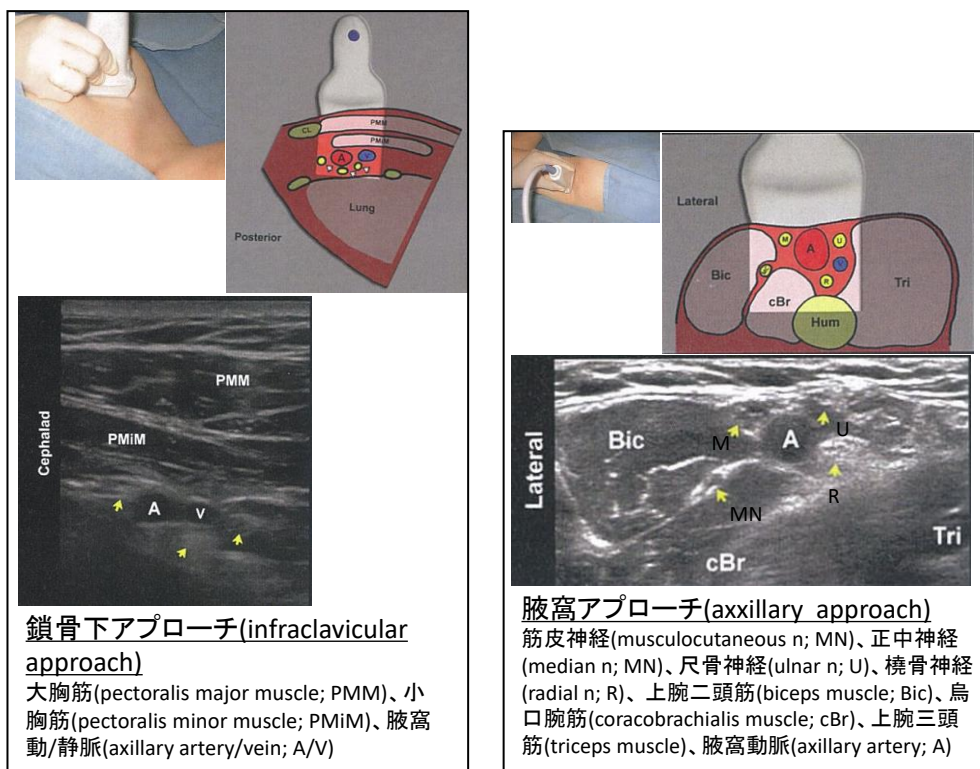 CL
PMM
PMiM
A
V
Lung
Posterior
Cephalad
PMM
PMiM
A
V
鎖骨下アプローチ(infraclavicular
approach)
大胸筋(pectoralis major muscle; PMM)、小
胸筋(pectoralis minor muscle; PMiM)、腋窩
動/静脈(axillary artery/vein; A/V)
Lateral
M
A
U
Bic
V
R
Tri
cBr
Hum
Lateral
Bic
M
A
U
R
MN
Tri
cBr
腋窩アプローチ(axxillary approach)
筋皮神経(musculocutaneous n; MN)、正中神経
(median n; MN)、尺骨神経(ulnar n; U)、橈骨神経
(radial n; R)、上腕二頭筋(biceps muscle; Bic)、烏
口腕筋(coracobrachialis muscle; cBr)、上腕三頭
筋(triceps muscle)、腋窩動脈(axillary artery; A)